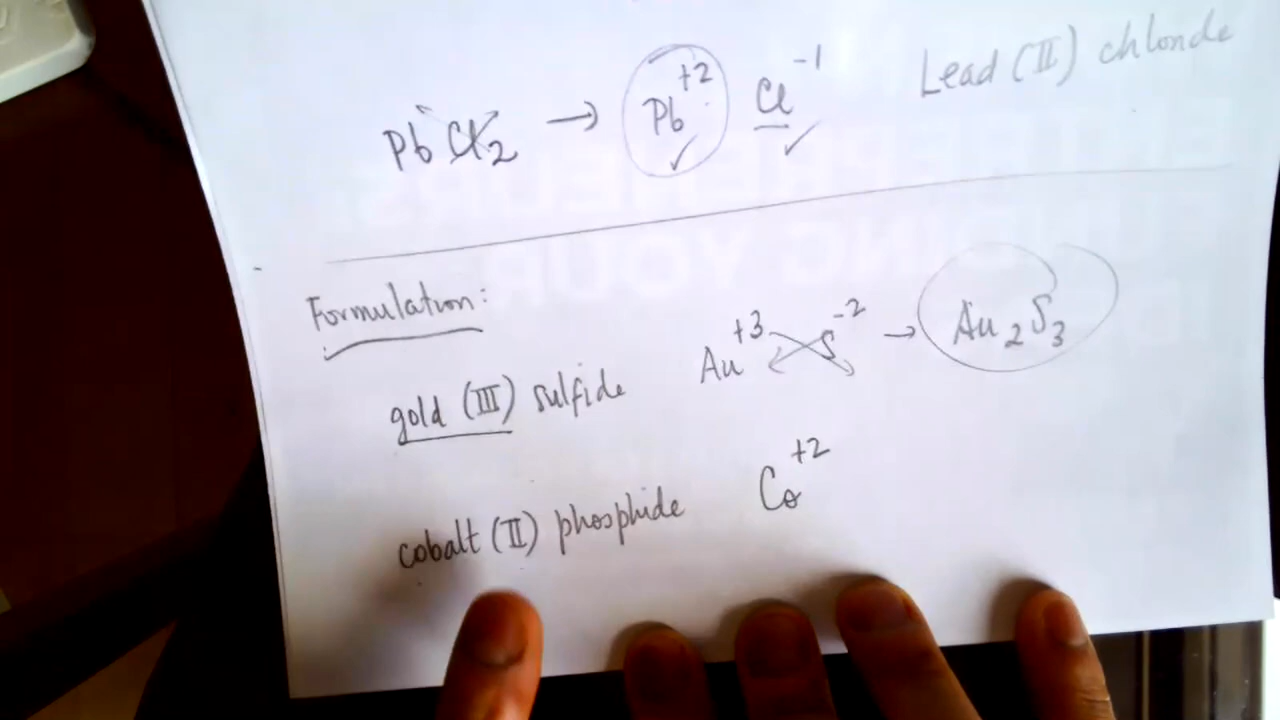 PbCl₂ → Pb⁺² Cl⁻¹ Lead (II) chloride
Formulation:
gold (III) sulfide Au⁺³ S⁻² → Au₂S₃
cobalt (II) phosphide Co⁺²